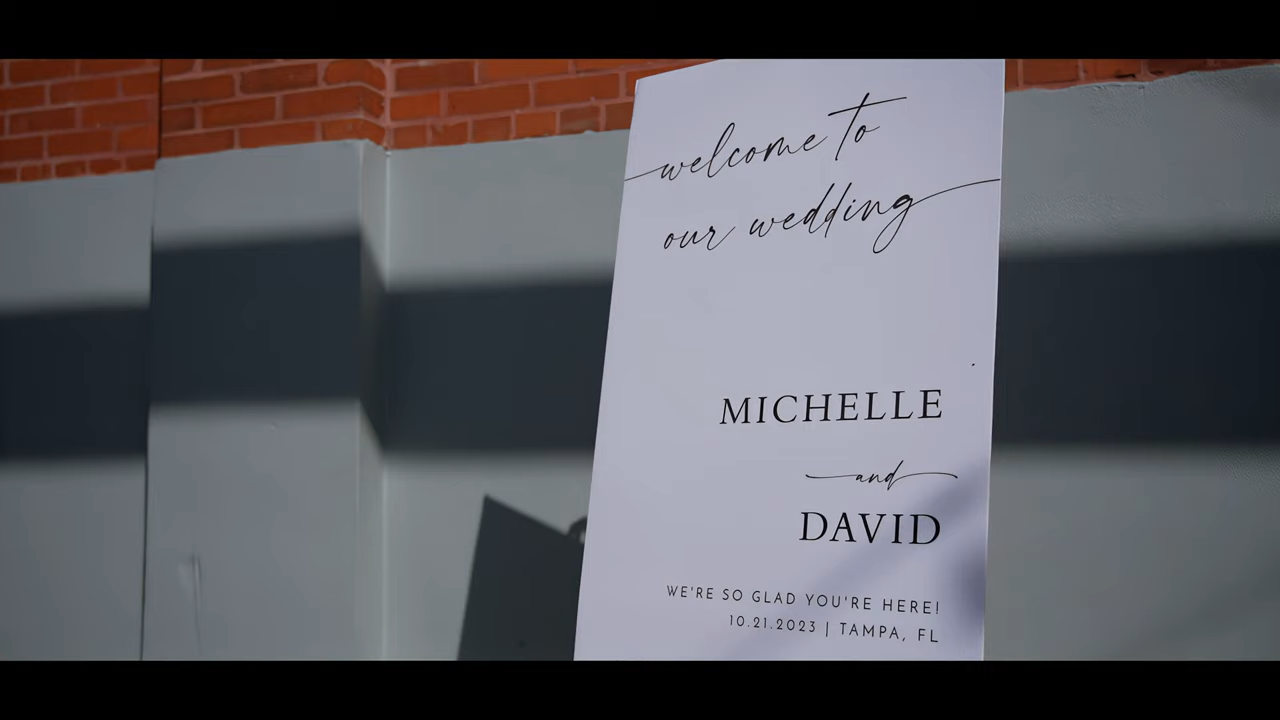 welcome to
our wedding
MICHELLE
and
DAVID
WE'RE SO GLAD YOU'RE HERE!
10.21.2023 | TAMPA, FL